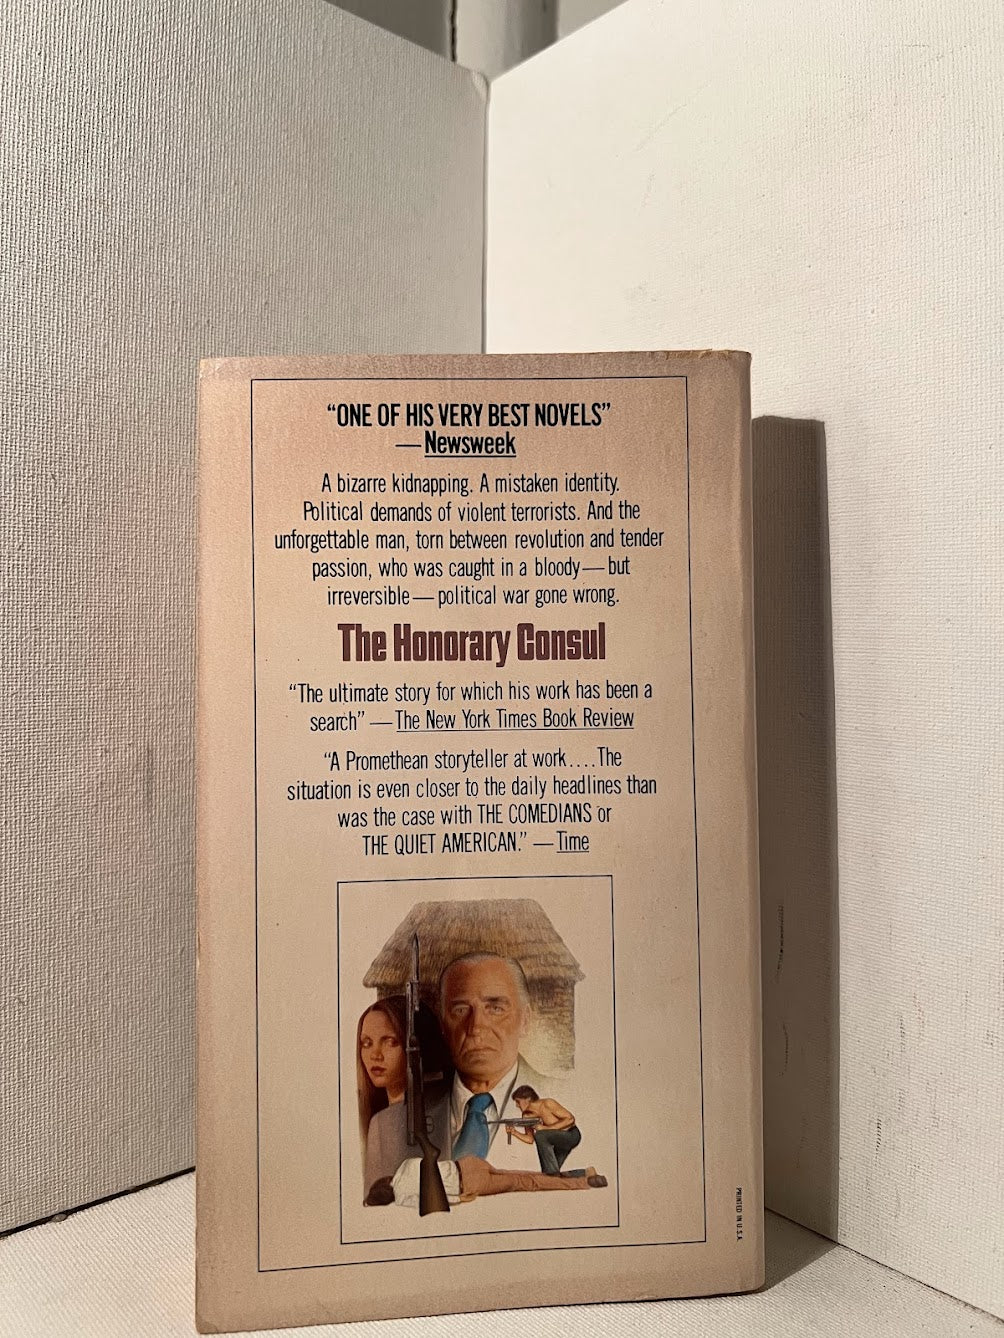 “ONE OF HIS VERY BEST NOVELS”
—Newsweek
A bizarre kidnapping. A mistaken identity.
Political demands of violent terrorists. And the
unforgettable man, torn between revolution and tender
passion, who was caught in a bloody—but
irreversible—political war gone wrong.
The Honorary Consul
“The ultimate story for which his work has been a
search” —The New York Times Book Review
“A Promethean storyteller at work....The
situation is even closer to the daily headlines than
was the case with THE COMEDIANS or
THE QUIET AMERICAN.” —Time
PRINTED IN U.S.A.